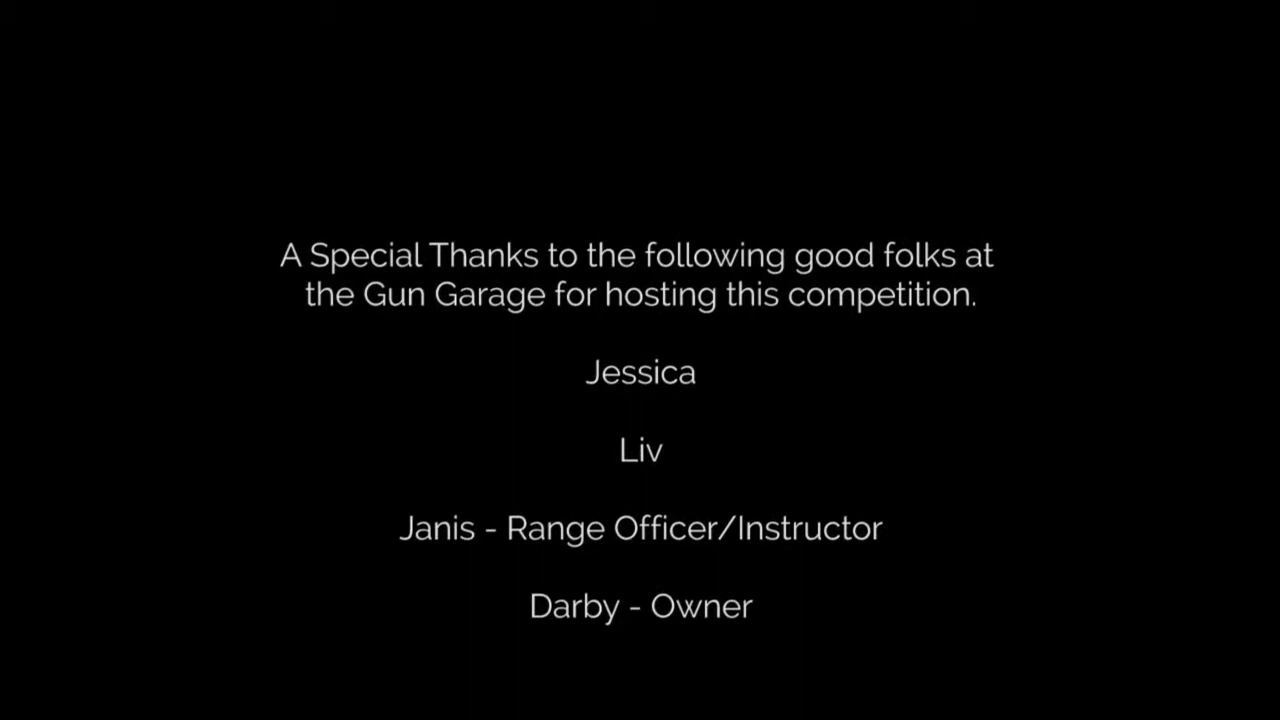 A Special Thanks to the following good folks at
the Gun Garage for hosting this competition.
Jessica
Liv
Janis - Range Officer/Instructor
Darby - Owner